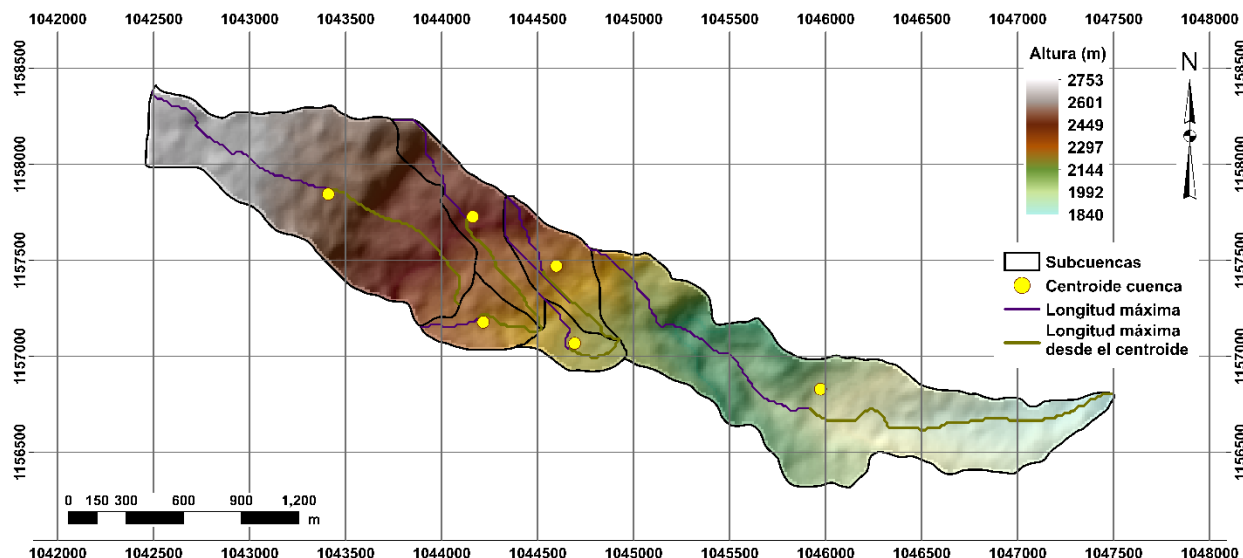 1042000 1042500 1043000 1043500 1044000 1044500 1045000 1045500 1046000 1046500 1047000 1047500 1048000
1158500
1158000
1157500
1157000
1156500
Altura (m)
2753
2601
2449
2297
2144
1992
1840
N
Subcuencas
Centroide cuenca
Longitud máxima
Longitud máxima
desde el centroide
1158500
1158000
1157500
1157000
1156500
0 150 300 600 900 1,200
m
1042000 1042500 1043000 1043500 1044000 1044500 1045000 1045500 1046000 1046500 1047000 1047500 1048000